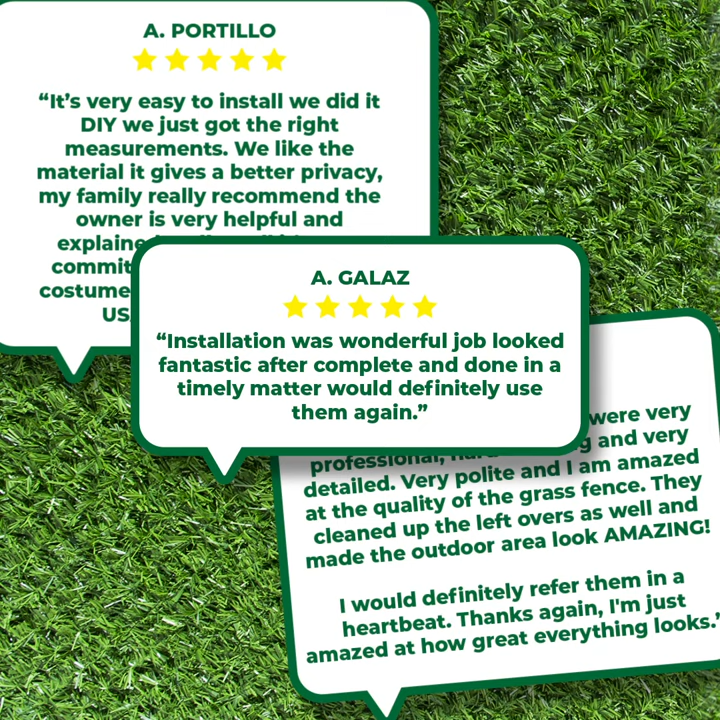 A. PORTILLO
“It’s very easy to install we did it
DIY we just got the right
measurements. We like the
material it gives a better privacy,
my family really recommend the
owner is very helpful and
A. GALAZ
“Installation was wonderful job looked
fantastic after complete and done in a
timely matter would definitely use
them again.”
were very
professional,
and very
detailed. Very polite and I am amazed
at the quality of the grass fence. They
cleaned up the left overs as well and
made the outdoor area look AMAZING!
I would definitely refer them in a
heartbeat. Thanks again, I'm just
amazed at how great everything looks.”